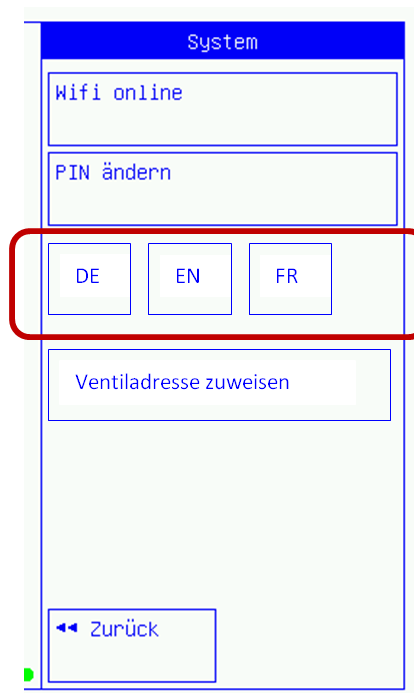 System
Wifi online
PIN ändern
DE EN FR
Ventiladresse zuweisen
◄◄ Zurück